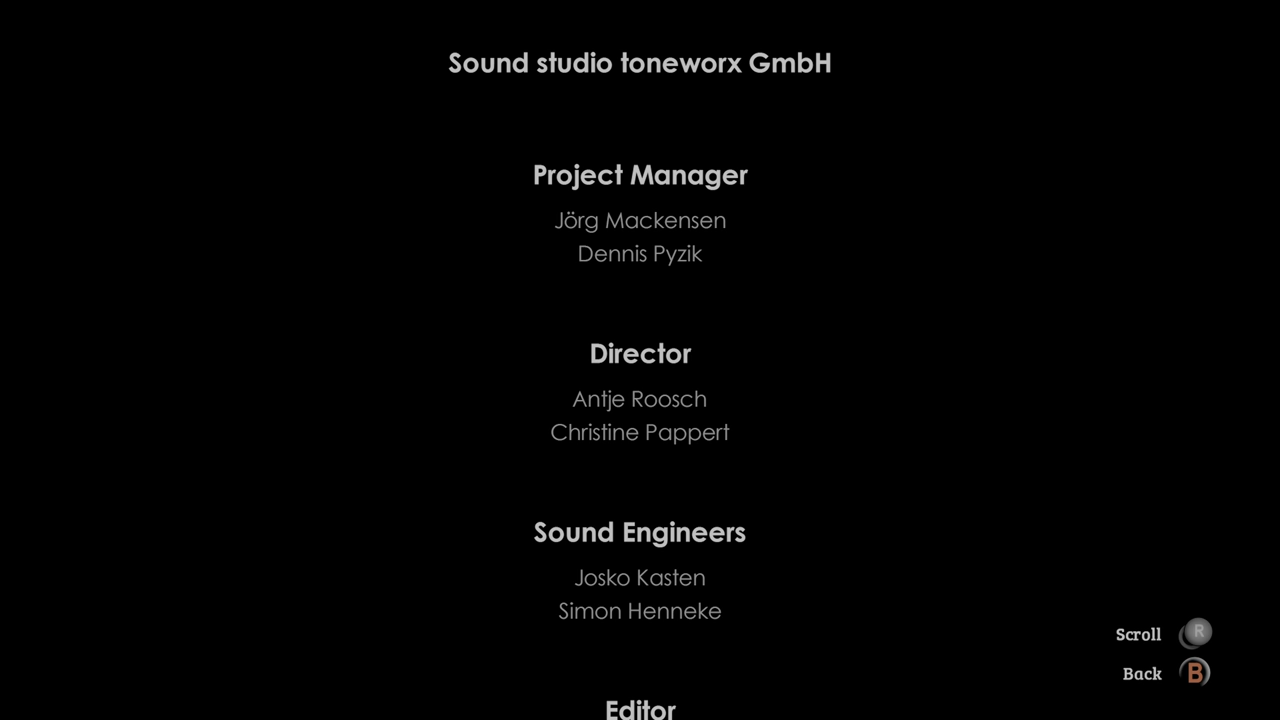 Sound studio toneworx GmbH
Project Manager
Jörg Mackensen
Dennis Pyzik
Director
Antje Roosch
Christine Pappert
Sound Engineers
Josko Kasten
Simon Henneke
Scroll R
Back B
Editor